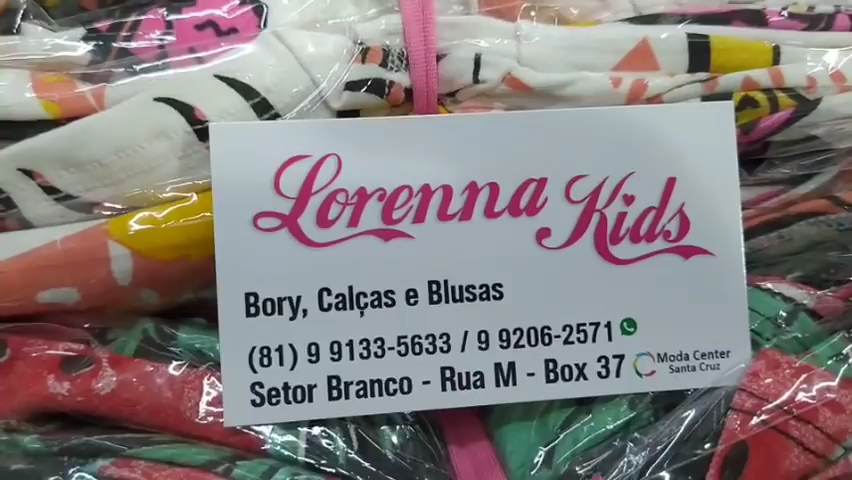 Lorenna Kids
Bory, Calças e Blusas
(81) 9 9133-5633 / 9 9206-2571
Setor Branco - Rua M - Box 37
Moda Center
Santa Cruz